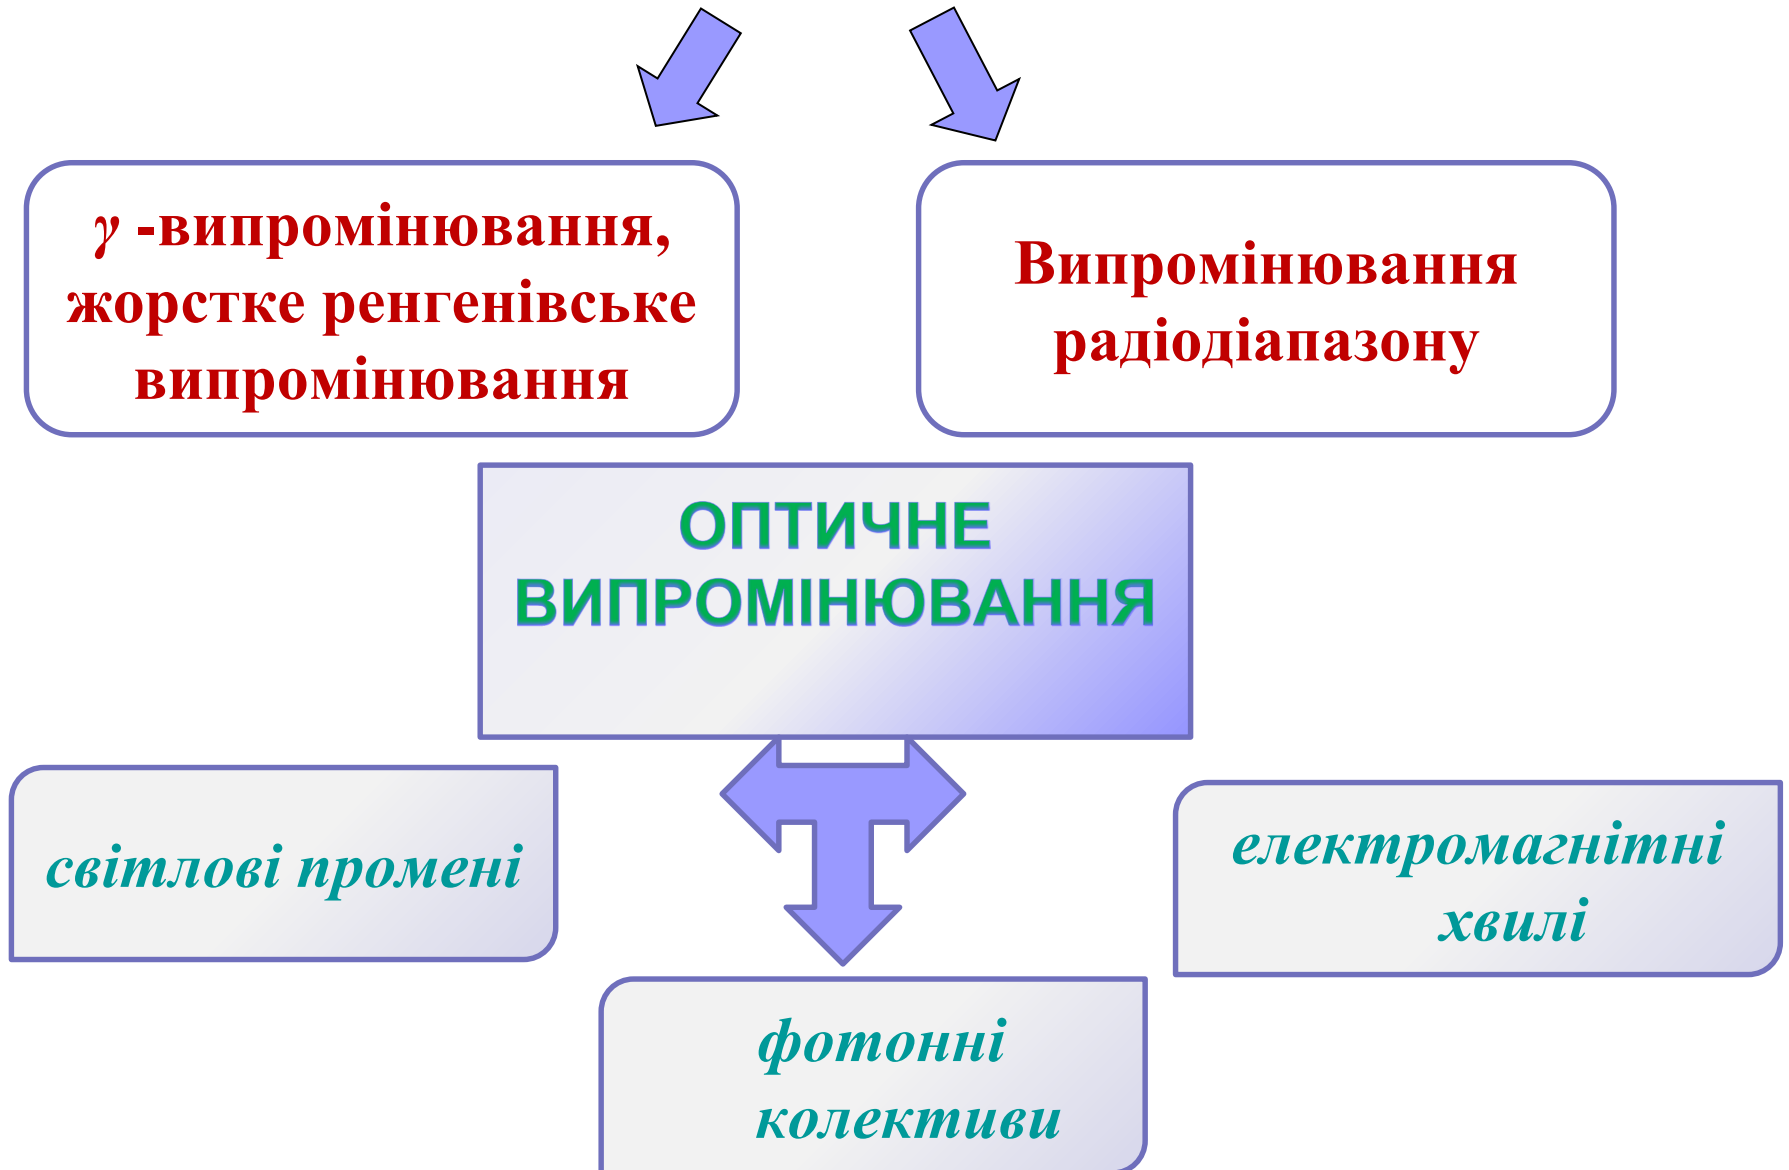 γ -випромінювання,
жорстке ренгенівське
випромінювання
Випромінювання
радіодіапазону
ОПТИЧНЕ
ВИПРОМІНЮВАННЯ
світлові промені
електромагнітні
хвилі
фотонні
колективи